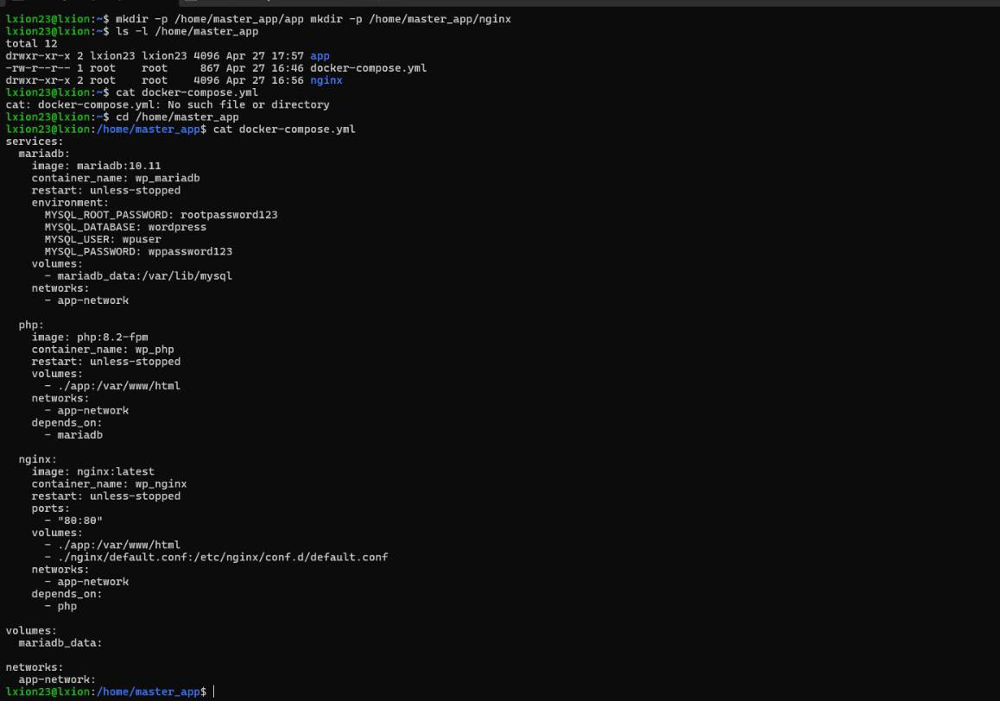 lxion23@lxion:~$ mkdir -p /home/master_app/app mkdir -p /home/master_app/nginx
lxion23@lxion:~$ ls -l /home/master_app
total 12
drwxr-xr-x 2 lxion23 lxion23 4096 Apr 27 17:57 app
-rw-r--r-- 1 root    root     867 Apr 27 16:46 docker-compose.yml
drwxr-xr-x 2 root    root    4096 Apr 27 16:56 nginx
lxion23@lxion:~$ cat docker-compose.yml
cat: docker-compose.yml: No such file or directory
lxion23@lxion:~$ cd /home/master_app
lxion23@lxion:/home/master_app$ cat docker-compose.yml
services:
  mariadb:
    image: mariadb:10.11
    container_name: wp_mariadb
    restart: unless-stopped
    environment:
      MYSQL_ROOT_PASSWORD: rootpassword123
      MYSQL_DATABASE: wordpress
      MYSQL_USER: wpuser
      MYSQL_PASSWORD: wppassword123
    volumes:
      - mariadb_data:/var/lib/mysql
    networks:
      - app-network

  php:
    image: php:8.2-fpm
    container_name: wp_php
    restart: unless-stopped
    volumes:
      - ./app:/var/www/html
    networks:
      - app-network
    depends_on:
      - mariadb

  nginx:
    image: nginx:latest
    container_name: wp_nginx
    restart: unless-stopped
    ports:
      - "80:80"
    volumes:
      - ./app:/var/www/html
      - ./nginx/default.conf:/etc/nginx/conf.d/default.conf
    networks:
      - app-network
    depends_on:
      - php

volumes:
  mariadb_data:

networks:
  app-network:
lxion23@lxion:/home/master_app$